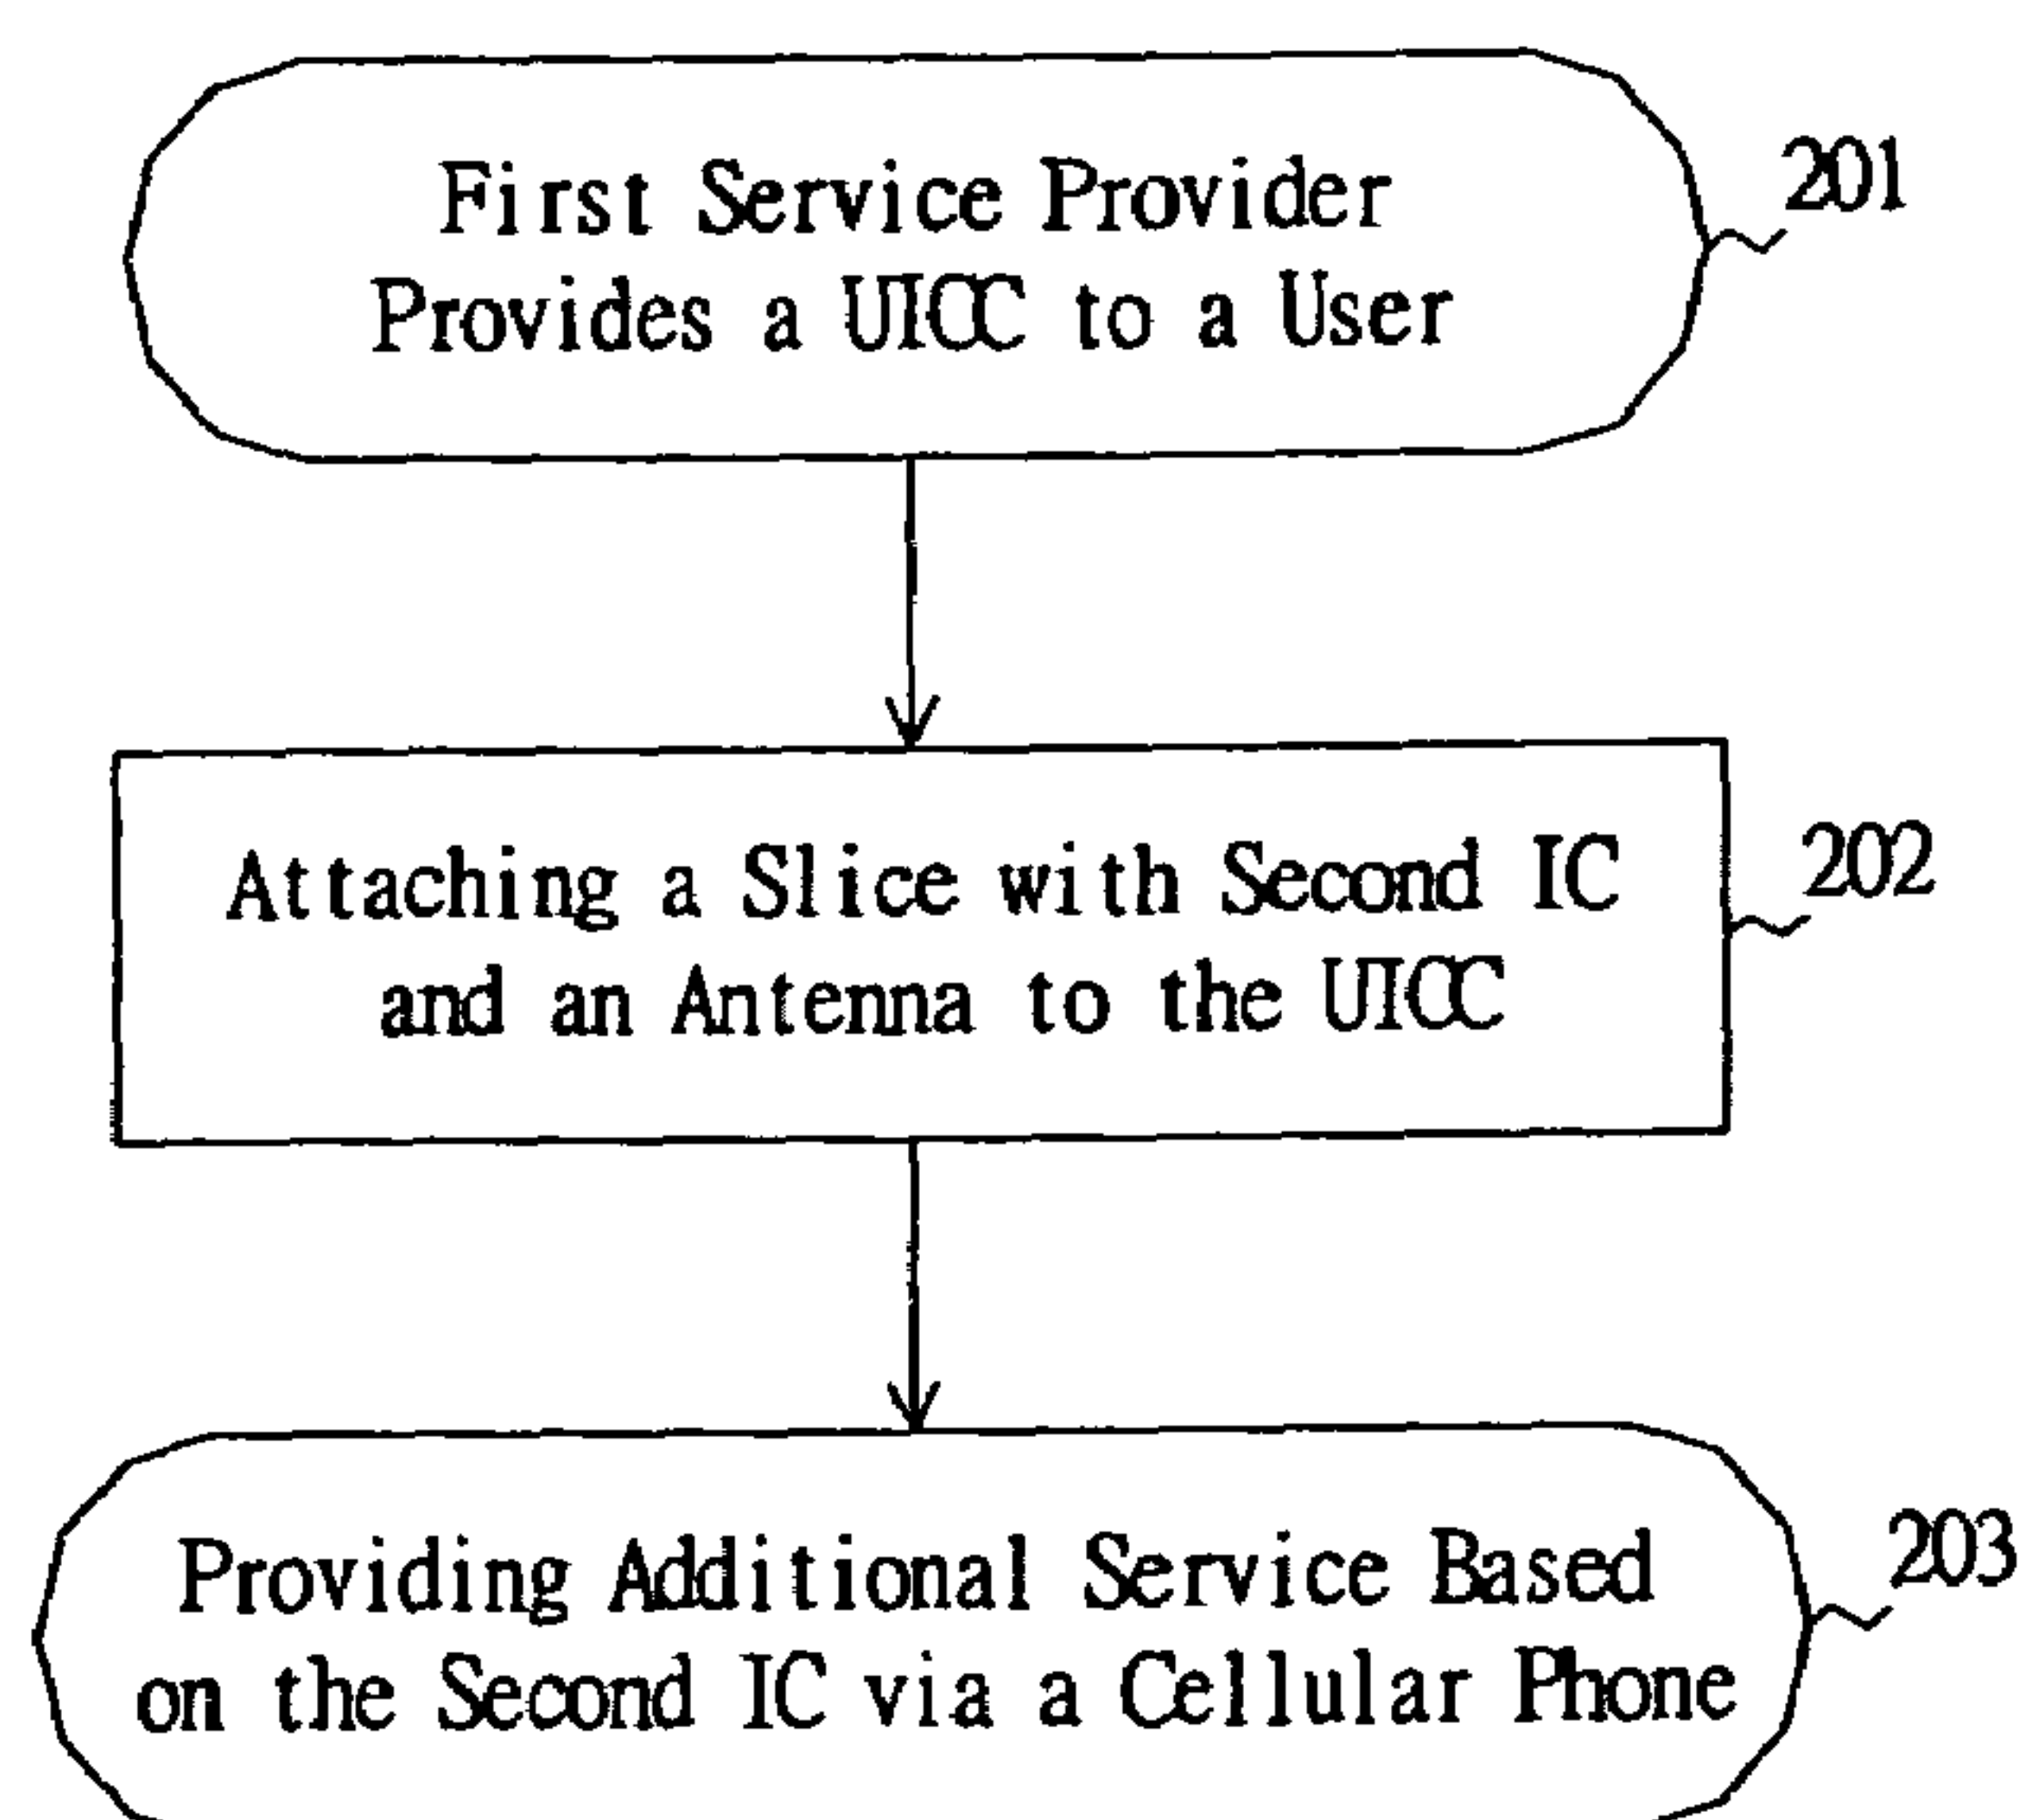 First Service Provider
Provides a UICC to a User
201
Attaching a Slice with Second IC
and an Antenna to the UICC
202
Providing Additional Service Based
on the Second IC via a Cellular Phone
203